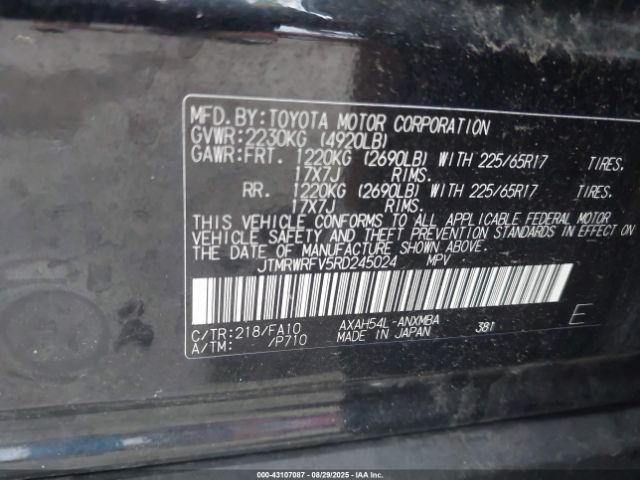 MFD. BY: TOYOTA MOTOR CORPORATION
GVWR: 2230KG (4920LB)
GAWR: FRT. 1220KG (2690LB) WITH 225/65R17 TIRES.
17X7J RIMS.
RR. 1220KG (2690LB) WITH 225/65R17 TIRES.
17X7J RIMS.
THIS VEHICLE CONFORMS TO ALL APPLICABLE FEDERAL MOTOR
VEHICLE SAFETY AND THEFT PREVENTION STANDARDS IN EFFECT ON
THE DATE OF MANUFACTURE SHOWN ABOVE.
JTMRWRFV5RD245024 MPV
C/TR: 218/FA10 AXAH54L-ANXMBA 381 E
A/TM: /P710 MADE IN JAPAN
000-43107087 - 08/29/2025 - IAAI.COM